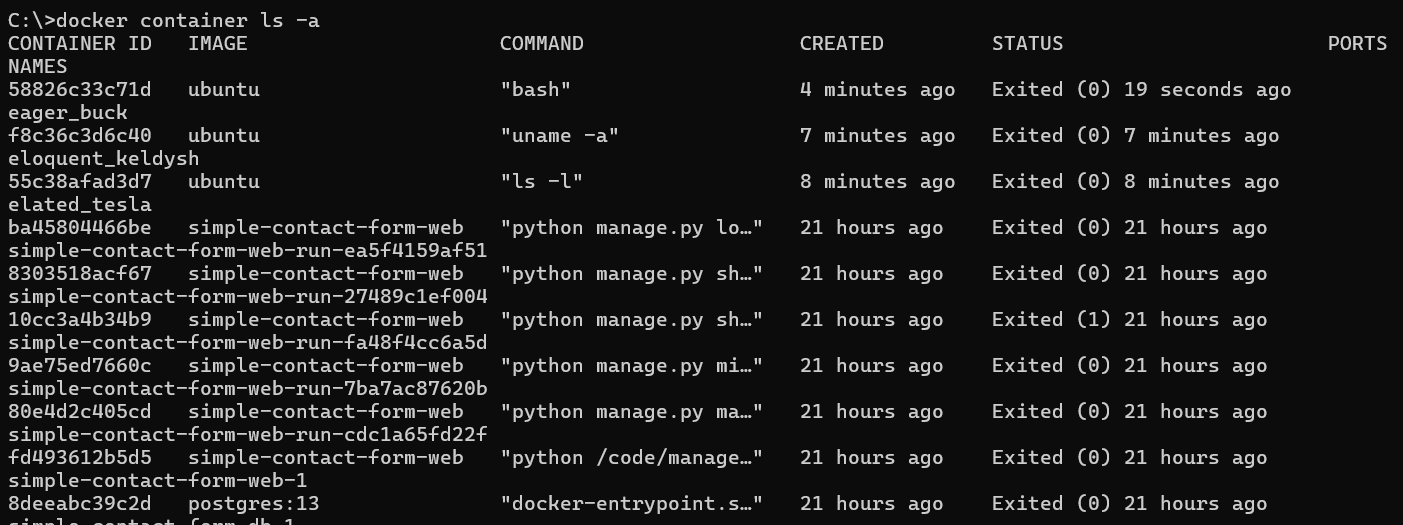 C:\>docker container ls -a
CONTAINER ID   IMAGE                     COMMAND                  CREATED         STATUS                      PORTS
NAMES
58826c33c71d   ubuntu                    "bash"                   4 minutes ago   Exited (0) 19 seconds ago
eager_buck
f8c36c3d6c40   ubuntu                    "uname -a"               7 minutes ago   Exited (0) 7 minutes ago
eloquent_keldysh
55c38afad3d7   ubuntu                    "ls -l"                  8 minutes ago   Exited (0) 8 minutes ago
elated_tesla
ba45804466be   simple-contact-form-web   "python manage.py lo…"   21 hours ago    Exited (0) 21 hours ago
simple-contact-form-web-run-ea5f4159af51
8303518acf67   simple-contact-form-web   "python manage.py sh…"   21 hours ago    Exited (0) 21 hours ago
simple-contact-form-web-run-27489c1ef004
10cc3a4b34b9   simple-contact-form-web   "python manage.py sh…"   21 hours ago    Exited (1) 21 hours ago
simple-contact-form-web-run-fa48f4cc6a5d
9ae75ed7660c   simple-contact-form-web   "python manage.py mi…"   21 hours ago    Exited (0) 21 hours ago
simple-contact-form-web-run-7ba7ac87620b
80e4d2c405cd   simple-contact-form-web   "python manage.py ma…"   21 hours ago    Exited (0) 21 hours ago
simple-contact-form-web-run-cdc1a65fd22f
fd493612b5d5   simple-contact-form-web   "python /code/manage…"   21 hours ago    Exited (0) 21 hours ago
simple-contact-form-web-1
8deeabc39c2d   postgres:13               "docker-entrypoint.s…"   21 hours ago    Exited (0) 21 hours ago